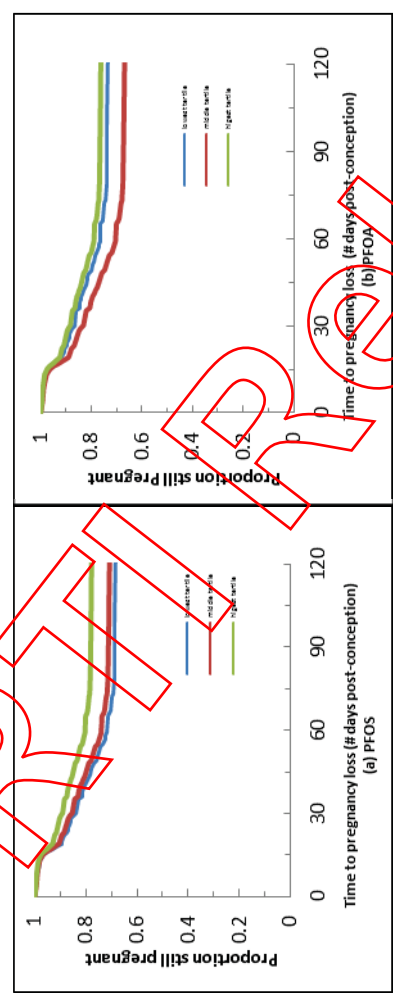 Proportion still pregnant
1
0.8
0.6
0.4
0.2
0
0
30
60
90
120
lowest tertile
middle tertile
higest tertile
Time to pregnancy loss (# days post-conception)
(a) PFOS
Proportion still Pregnant
1
0.8
0.6
0.4
0.2
0
0
30
60
90
120
lowest tertile
middle tertile
higest tertile
Time to pregnancy loss (# days post-conception)
(b) PFOA